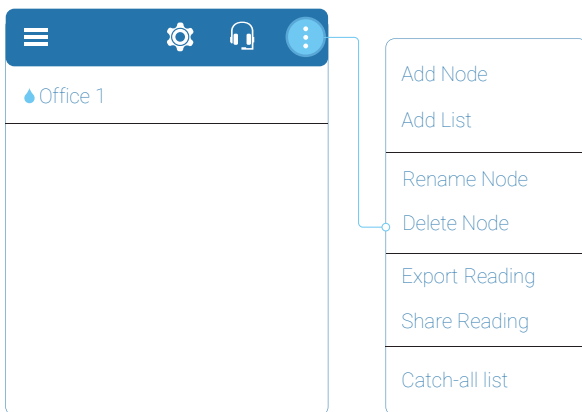 Office 1
Add Node
Add List
Rename Node
Delete Node
Export Reading
Share Reading
Catch-all list